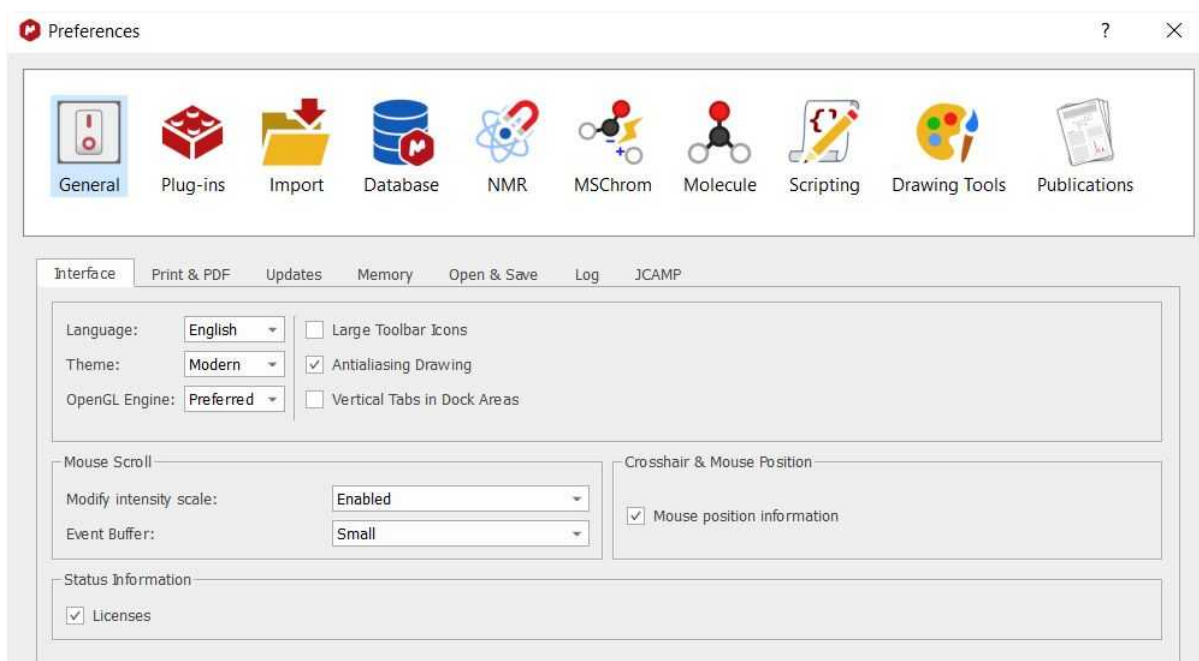 Preferences
?
General Plug-ins Import Database NMR MSChrom Molecule Scripting Drawing Tools Publications
Interface Print & PDF Updates Memory Open & Save Log JCAMP
Language: English Large Toolbar Icons
Theme: Modern Antialiasing Drawing
OpenGL Engine: Preferred Vertical Tabs in Dock Areas
Mouse Scroll
Modify intensity scale: Enabled
Event Buffer: Small
Crosshair & Mouse Position
Mouse position information
Status Information
Licenses